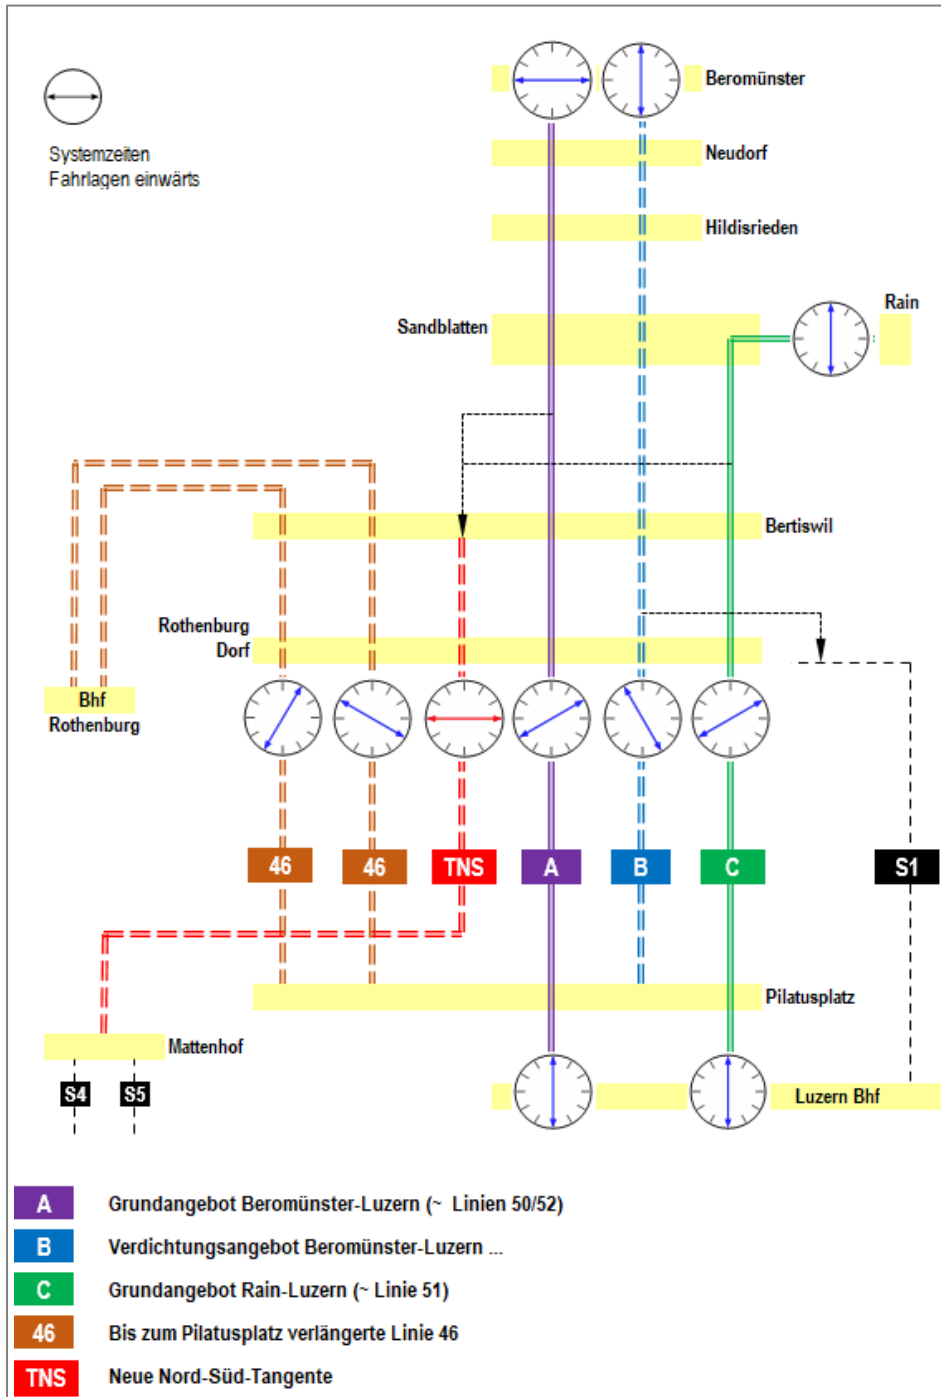 Beromünster
Systemzeiten
Fahrlagen einwärts
Neudorf
Hildisrieden
Rain
Sandblatten
Bertiswil
Rothenburg
Dorf
Bhf
Rothenburg
46
46
TNS
A
B
C
S1
Pilatusplatz
Mattenhof
S4
S5
Luzern Bhf
A Grundangebot Beromünster-Luzern (~ Linien 50/52)
B Verdichtungsangebot Beromünster-Luzern ...
C Grundangebot Rain-Luzern (~ Linie 51)
46 Bis zum Pilatusplatz verlängerte Linie 46
TNS Neue Nord-Süd-Tangente